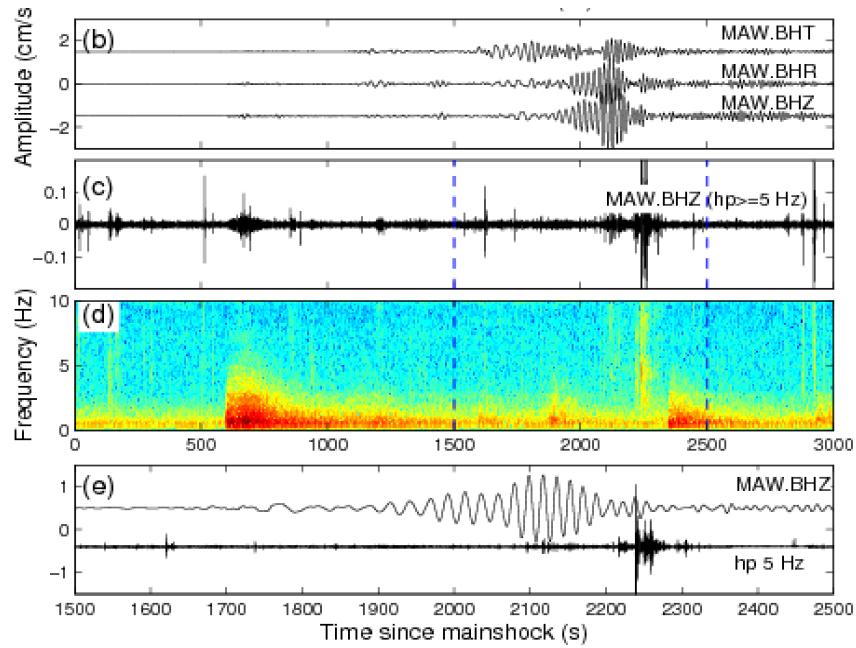 (b)
MAW.BHT
MAW.BHR
MAW.BHZ
Amplitude (cm/s)
2
0
−2
(c)
MAW.BHZ (hp>=5 Hz)
0.1
0
−0.1
(d)
Frequency (Hz)
10
5
0
0 500 1000 1500 2000 2500 3000
(e)
MAW.BHZ
hp 5 Hz
1
0
−1
1500 1600 1700 1800 1900 2000 2100 2200 2300 2400 2500
Time since mainshock (s)